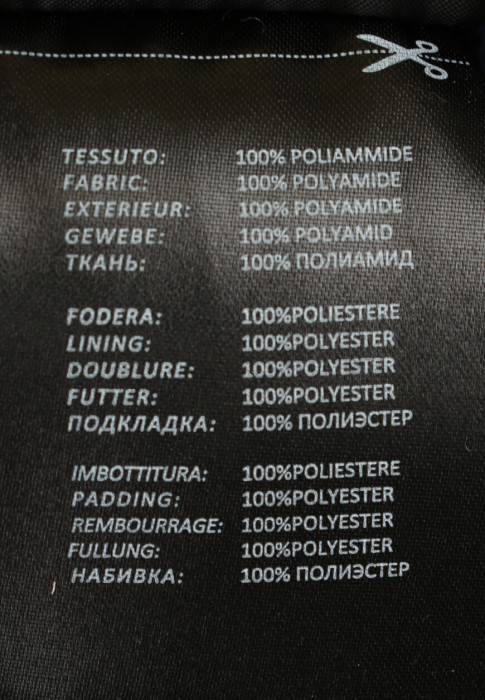 TESSUTO: 100% POLIAMMIDE
FABRIC: 100% POLYAMIDE
EXTERIEUR: 100% POLYAMIDE
GEWEBE: 100% POLYAMID
ТКАНЬ: 100% ПОЛИАМИД
FODERA: 100%POLIESTERE
LINING: 100%POLYESTER
DOUBLURE: 100%POLYESTER
FUTTER: 100%POLYESTER
ПОДКЛАДКА: 100% ПОЛИЭСТЕР
IMBOTTITURA: 100%POLIESTERE
PADDING: 100%POLYESTER
REMBOURRAGE: 100%POLYESTER
FULLUNG: 100%POLYESTER
НАБИВКА: 100% ПОЛИЭСТЕР